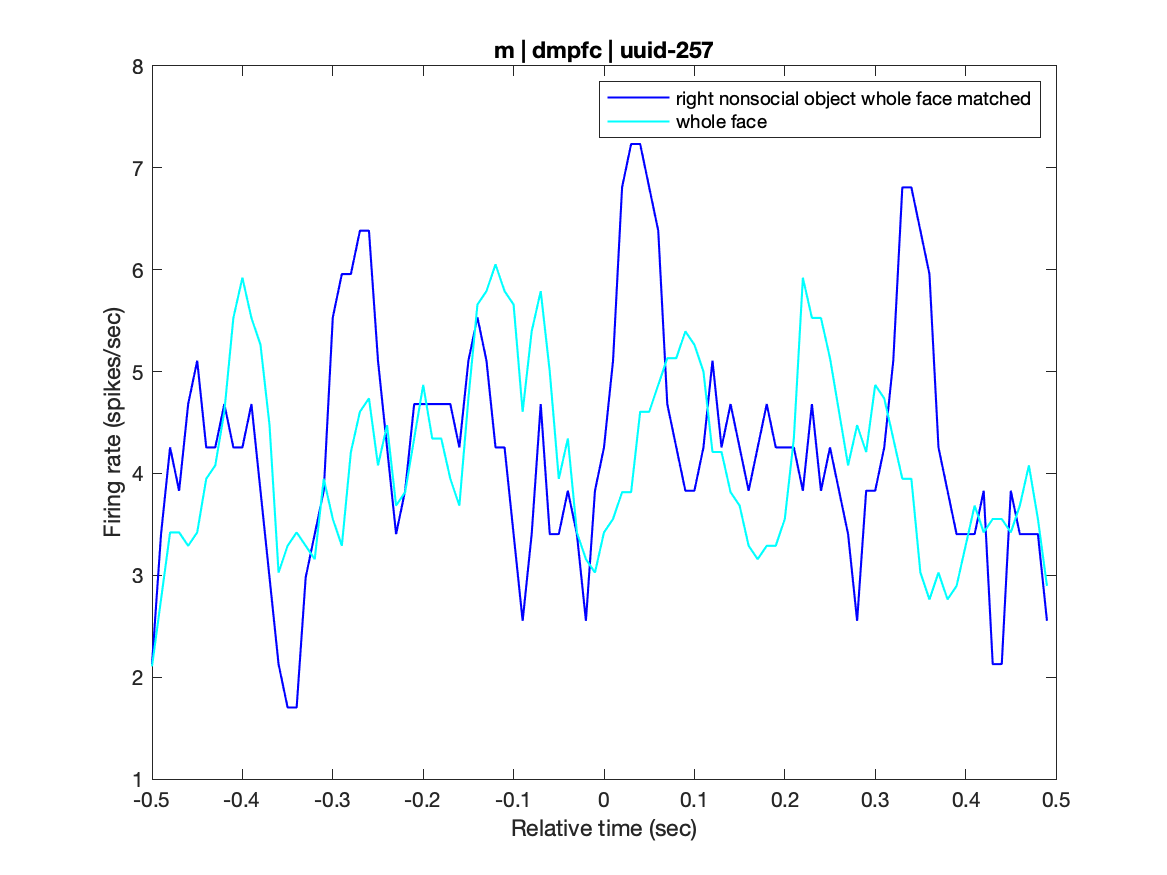 m | dmpfc | uuid-257
right nonsocial object whole face matched
whole face
8
7
6
5
4
3
2
1
Firing rate (spikes/sec)
-0.5 -0.4 -0.3 -0.2 -0.1 0 0.1 0.2 0.3 0.4 0.5
Relative time (sec)